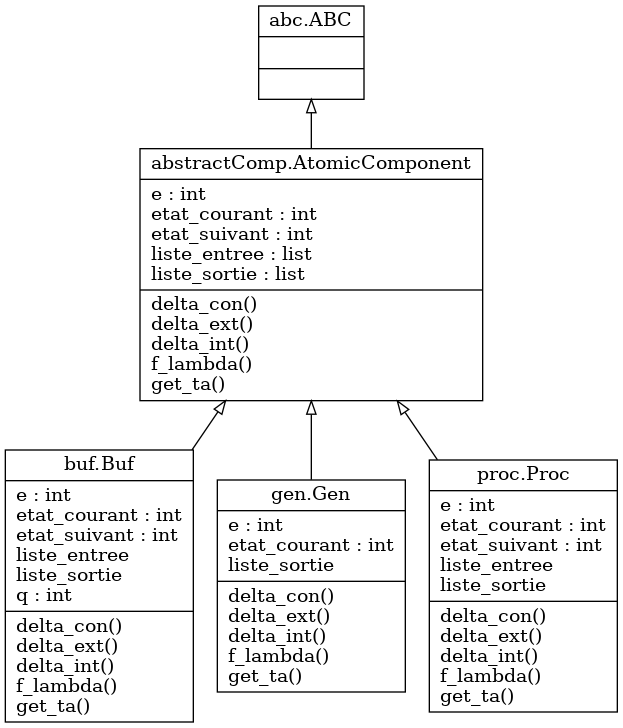 abc.ABC
abstractComp.AtomicComponent
e : int
etat_courant : int
etat_suivant : int
liste_entree : list
liste_sortie : list
delta_con()
delta_ext()
delta_int()
f_lambda()
get_ta()
buf.Buf
e : int
etat_courant : int
etat_suivant : int
liste_entree
liste_sortie
q : int
delta_con()
delta_ext()
delta_int()
f_lambda()
get_ta()
gen.Gen
e : int
etat_courant : int
liste_sortie
delta_con()
delta_ext()
delta_int()
f_lambda()
get_ta()
proc.Proc
e : int
etat_courant : int
etat_suivant : int
liste_entree
liste_sortie
delta_con()
delta_ext()
delta_int()
f_lambda()
get_ta()